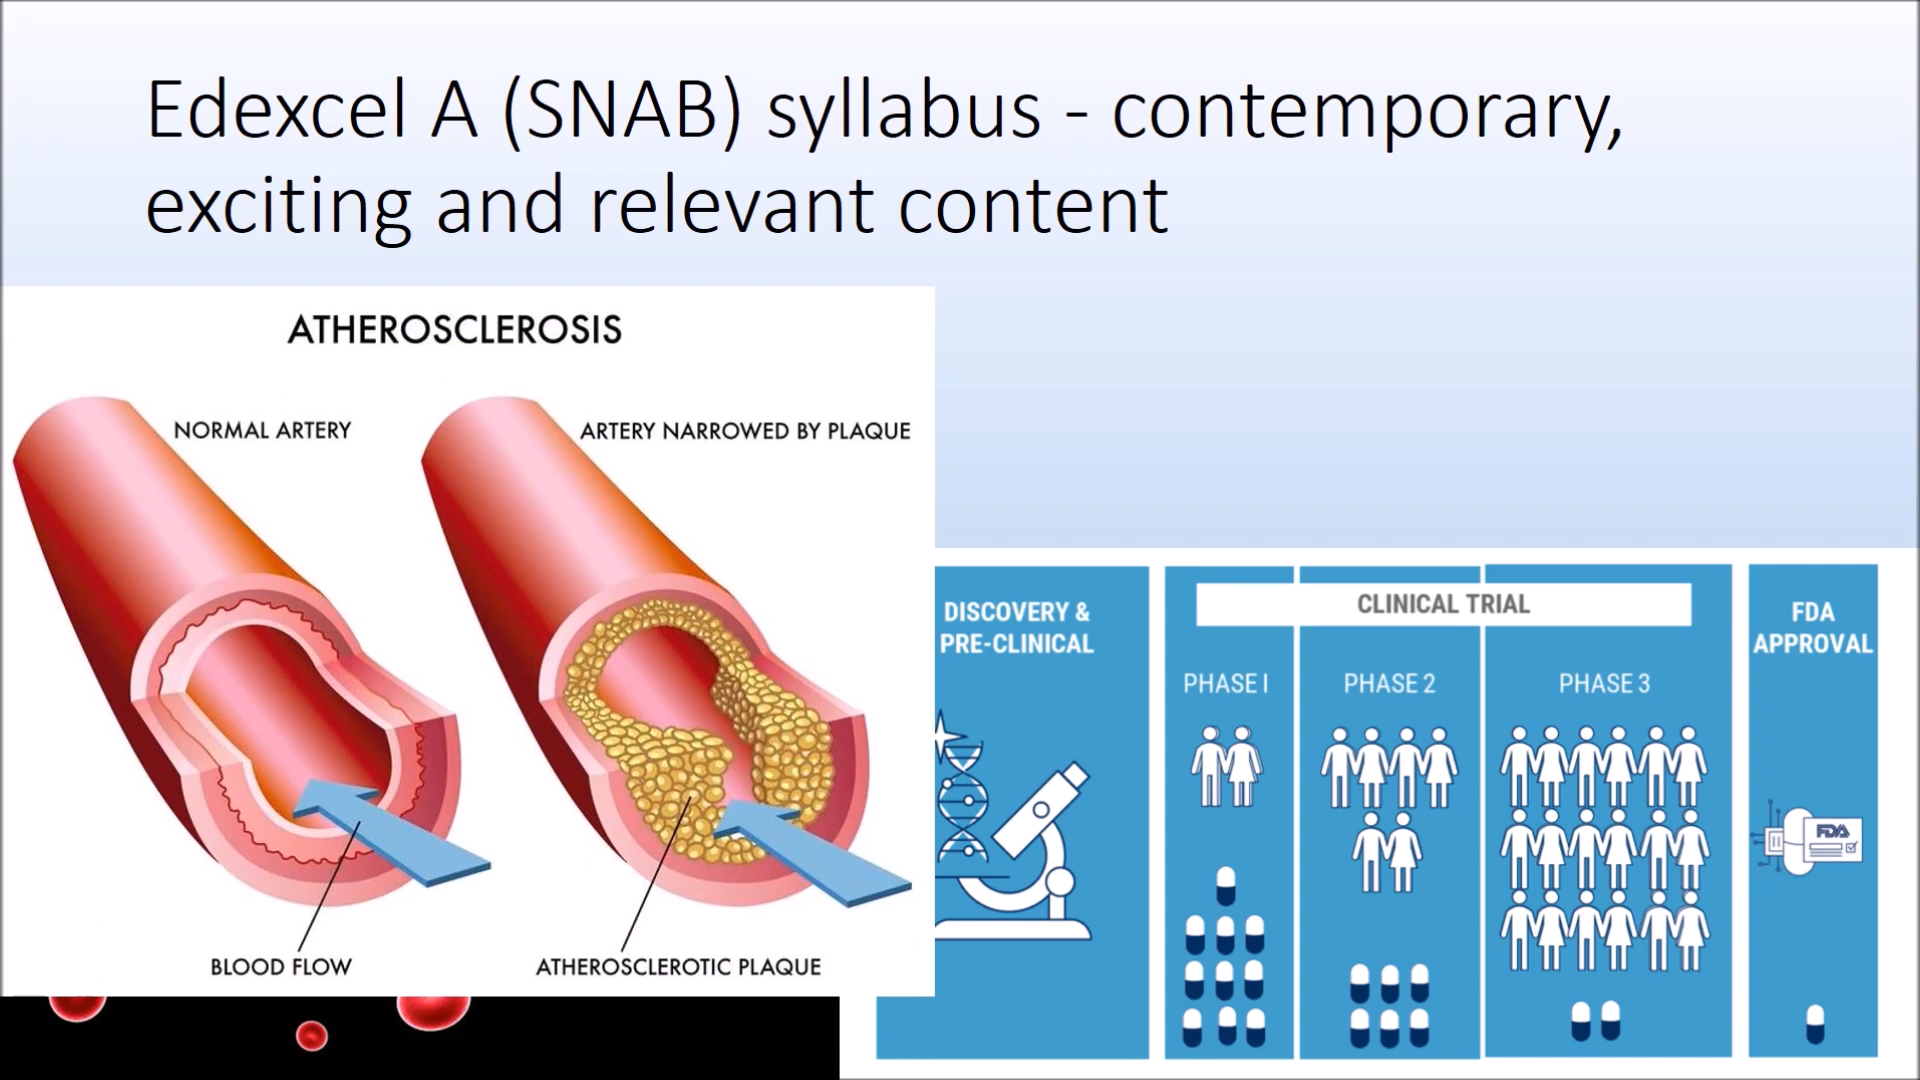 Edexcel A (SNAB) syllabus - contemporary,
exciting and relevant content
ATHEROSCLEROSIS
NORMAL ARTERY
ARTERY NARROWED BY PLAQUE
BLOOD FLOW
ATHEROSCLEROTIC PLAQUE
DISCOVERY &
PRE-CLINICAL
CLINICAL TRIAL
PHASE I
PHASE 2
PHASE 3
FDA
APPROVAL
FDA